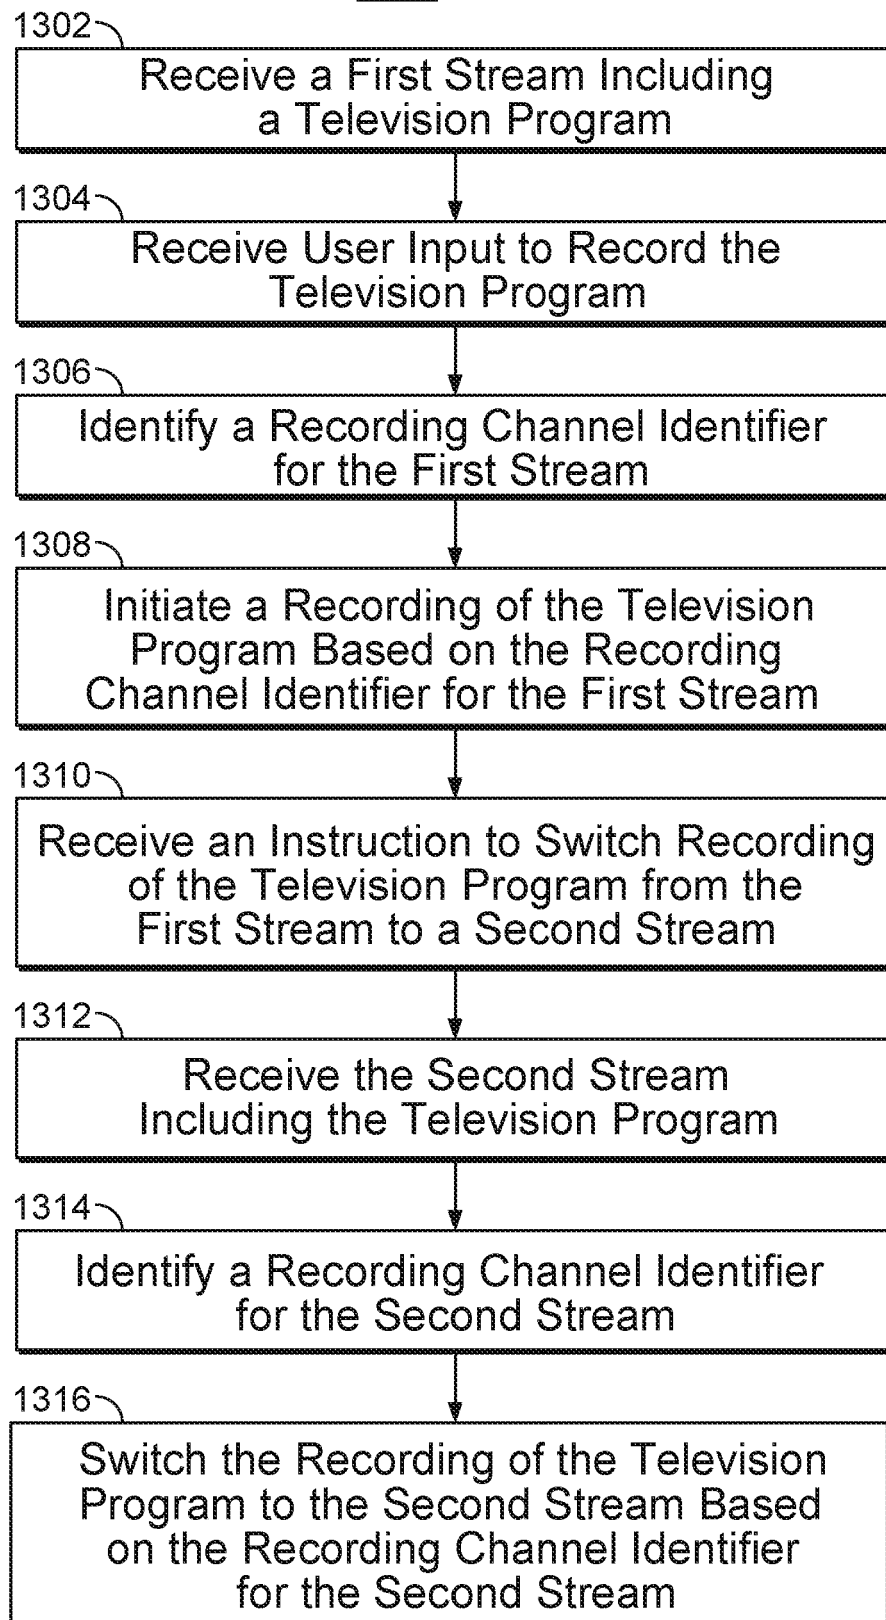 1302
Receive a First Stream Including
a Television Program
1304
Receive User Input to Record the
Television Program
1306
Identify a Recording Channel Identifier
for the First Stream
1308
Initiate a Recording of the Television
Program Based on the Recording
Channel Identifier for the First Stream
1310
Receive an Instruction to Switch Recording
of the Television Program from the
First Stream to a Second Stream
1312
Receive the Second Stream
Including the Television Program
1314
Identify a Recording Channel Identifier
for the Second Stream
1316
Switch the Recording of the Television
Program to the Second Stream Based
on the Recording Channel Identifier
for the Second Stream